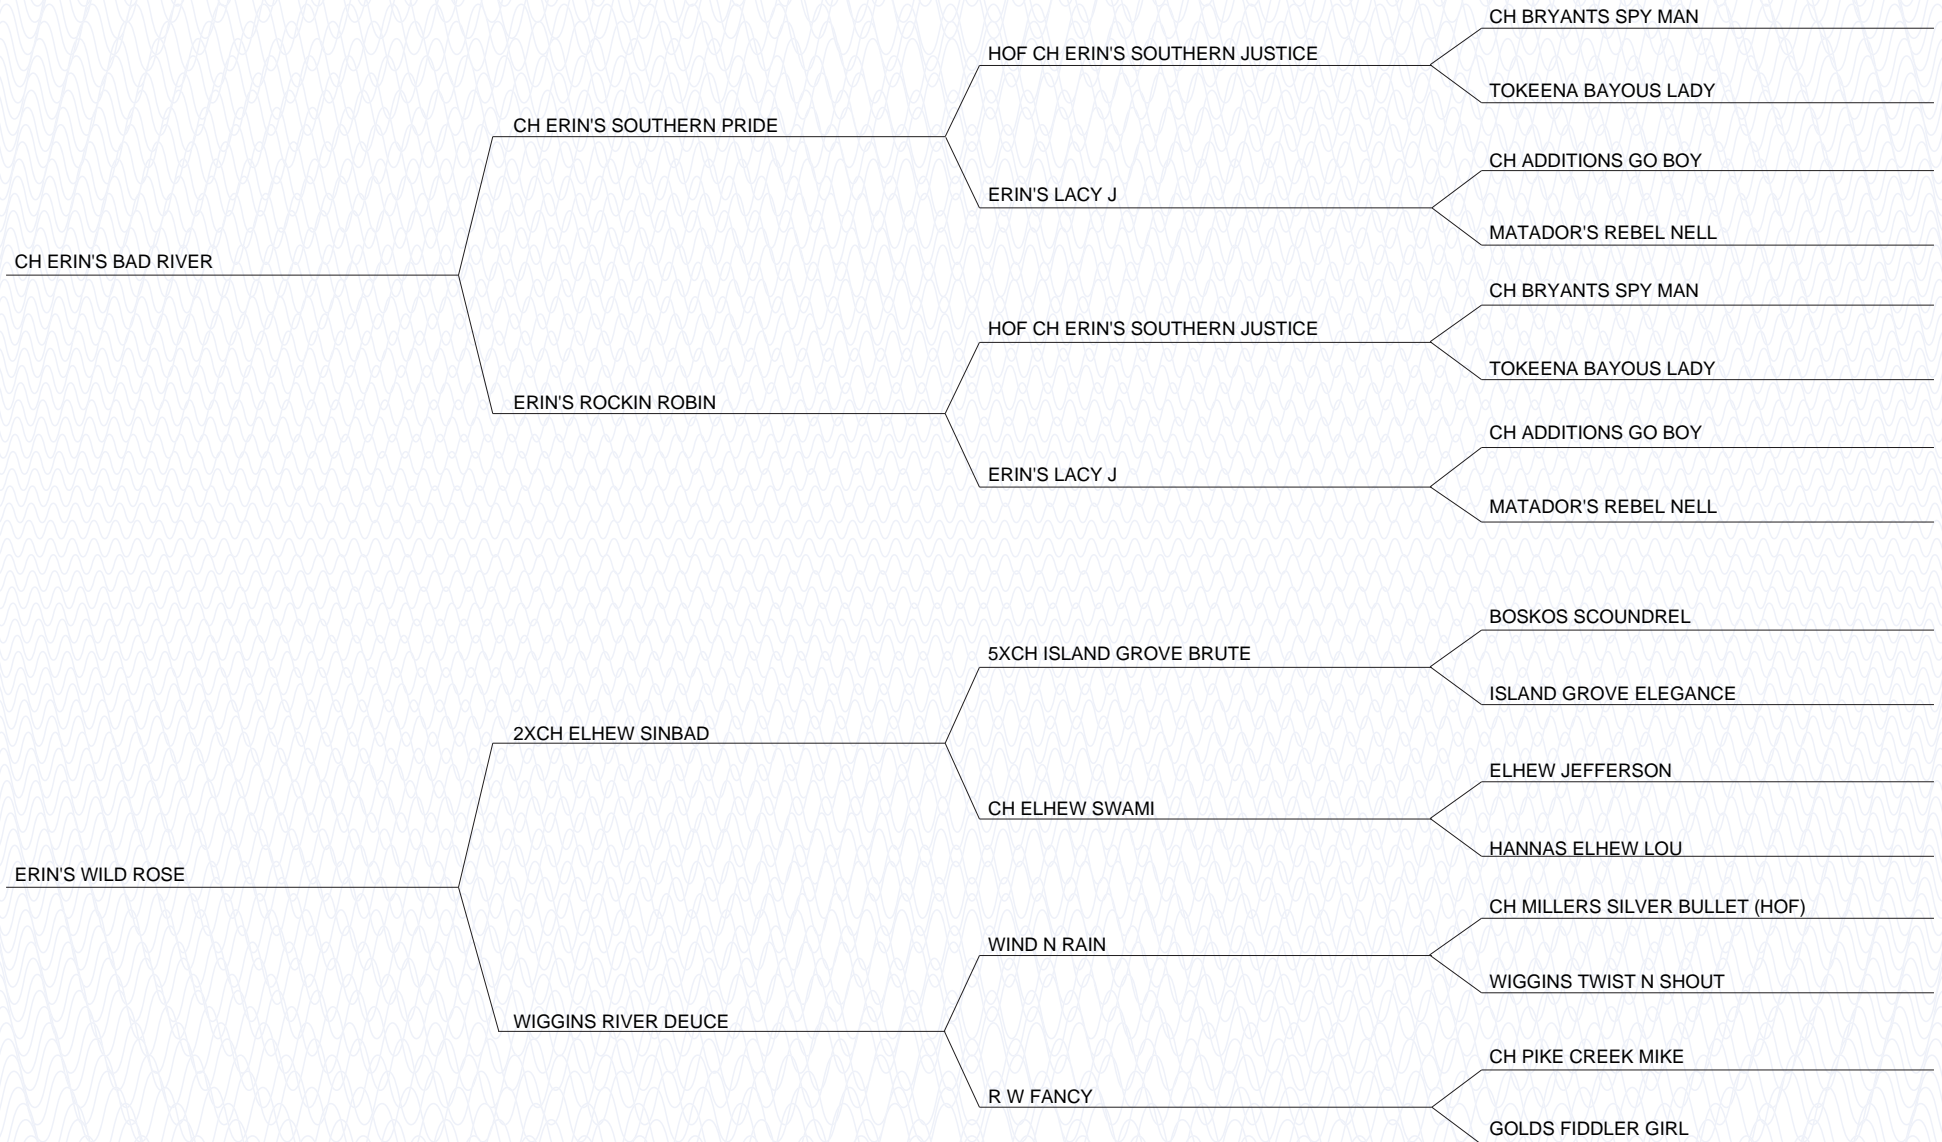 CH BRYANTS SPY MAN
HOF CH ERIN'S SOUTHERN JUSTICE
TOKEENA BAYOUS LADY
CH ERIN'S SOUTHERN PRIDE
CH ADDITIONS GO BOY
ERIN'S LACY J
MATADOR'S REBEL NELL
CH ERIN'S BAD RIVER
CH BRYANTS SPY MAN
HOF CH ERIN'S SOUTHERN JUSTICE
TOKEENA BAYOUS LADY
ERIN'S ROCKIN ROBIN
CH ADDITIONS GO BOY
ERIN'S LACY J
MATADOR'S REBEL NELL
BOSKOS SCOUNDREL
5XCH ISLAND GROVE BRUTE
ISLAND GROVE ELEGANCE
2XCH ELHEW SINBAD
ELHEW JEFFERSON
CH ELHEW SWAMI
HANNAS ELHEW LOU
ERIN'S WILD ROSE
CH MILLERS SILVER BULLET (HOF)
WIND N RAIN
WIGGINS TWIST N SHOUT
WIGGINS RIVER DEUCE
CH PIKE CREEK MIKE
R W FANCY
GOLDS FIDDLER GIRL